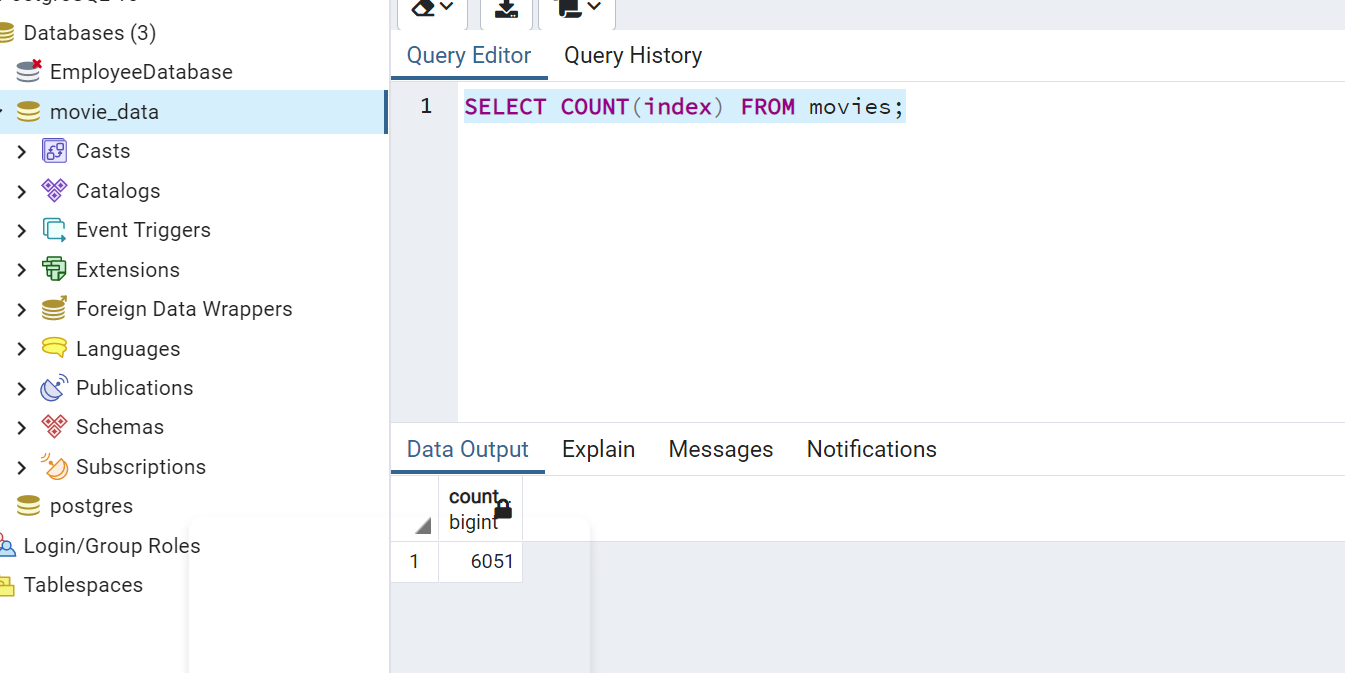 Databases (3)
EmployeeDatabase
movie_data
Casts
Catalogs
Event Triggers
Extensions
Foreign Data Wrappers
Languages
Publications
Schemas
Subscriptions
postgres
Login/Group Roles
Tablespaces
Query Editor Query History
1 SELECT COUNT(index) FROM movies;
Data Output Explain Messages Notifications
count
bigint
1 6051